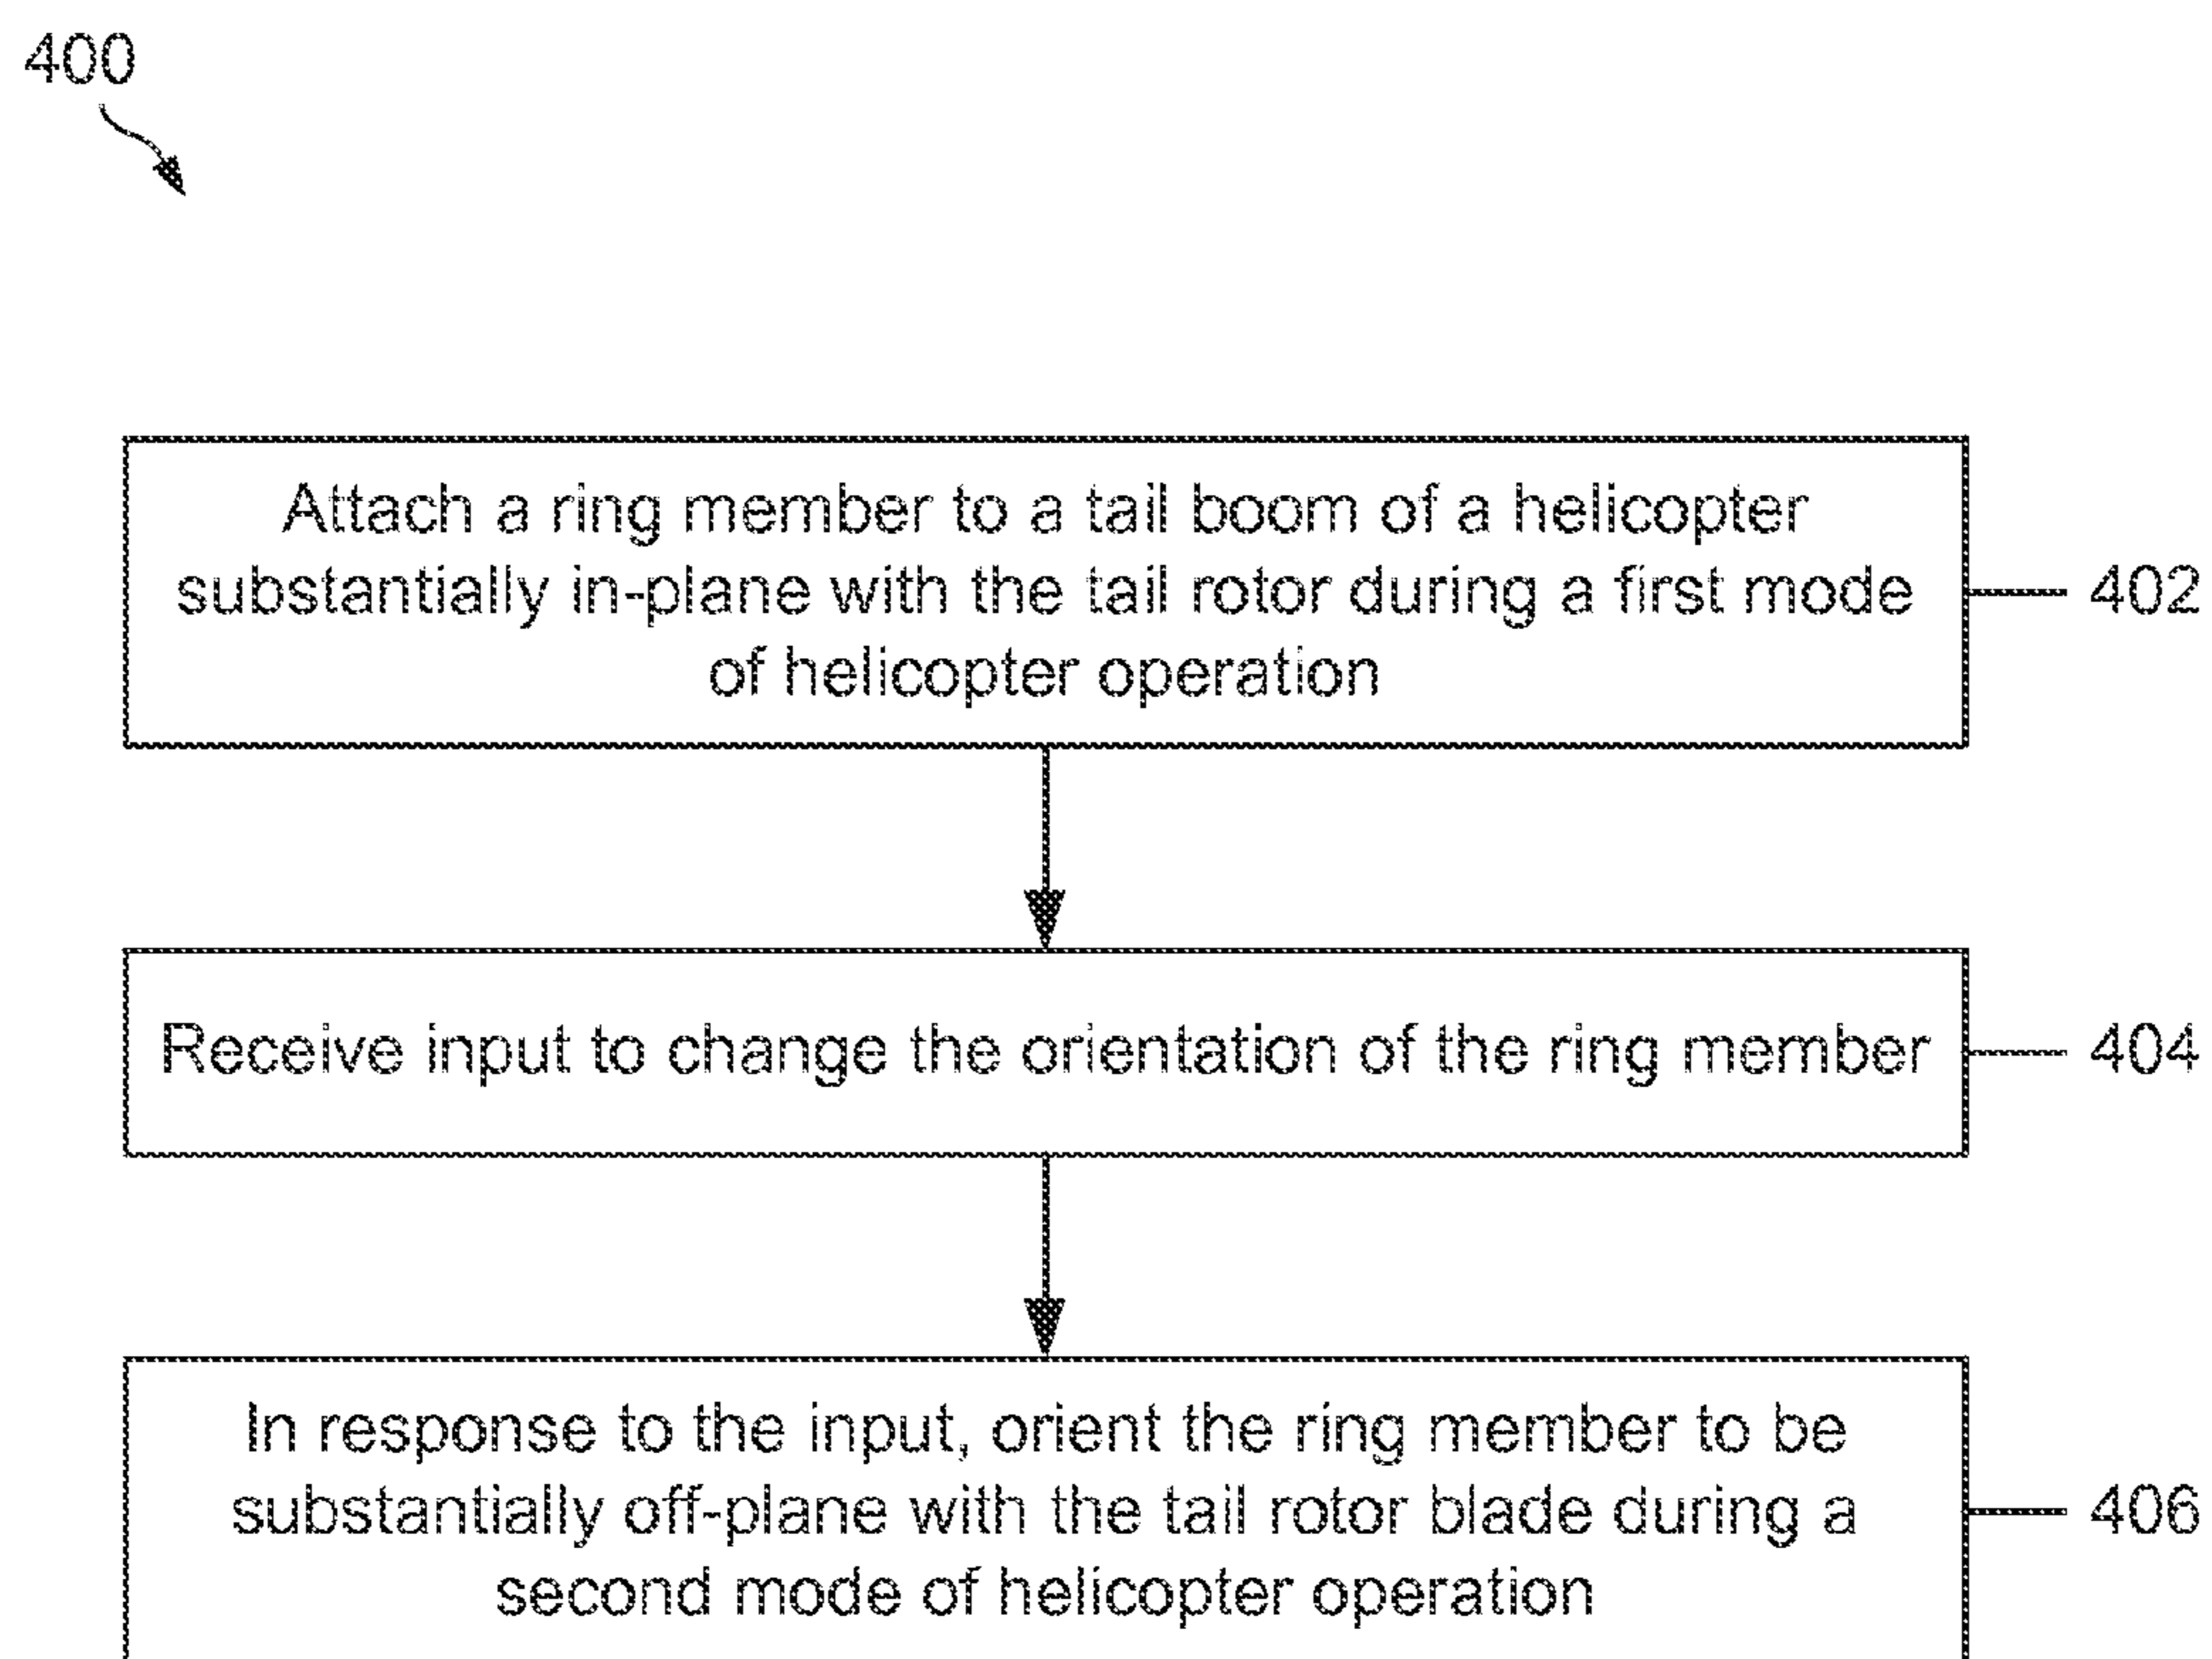 400
Attach a ring member to a tail boom of a helicopter
substantially in-plane with the tail rotor during a first mode
of helicopter operation
402
Receive input to change the orientation of the ring member
404
In response to the input, orient the ring member to be
substantially off-plane with the tail rotor blade during a
second mode of helicopter operation
406